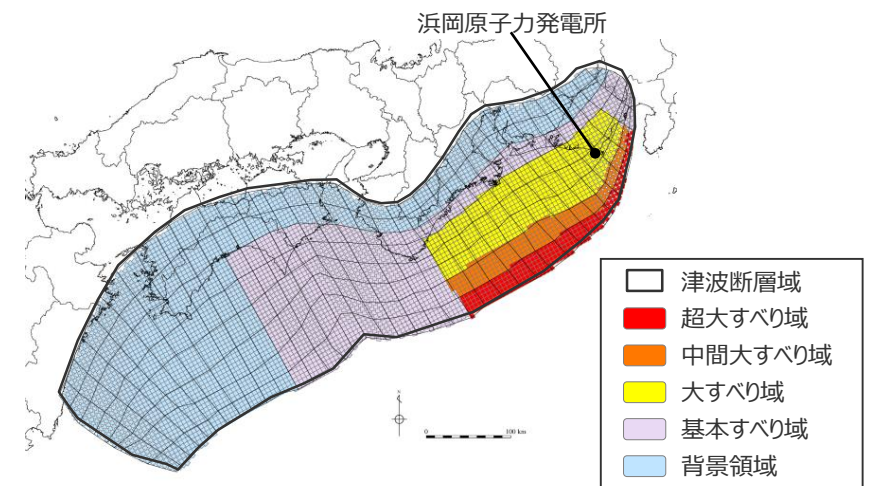 浜岡原子力発電所
津波断層域
超大すべり域
中間大すべり域
大すべり域
基本すべり域
背景領域
0 100 km